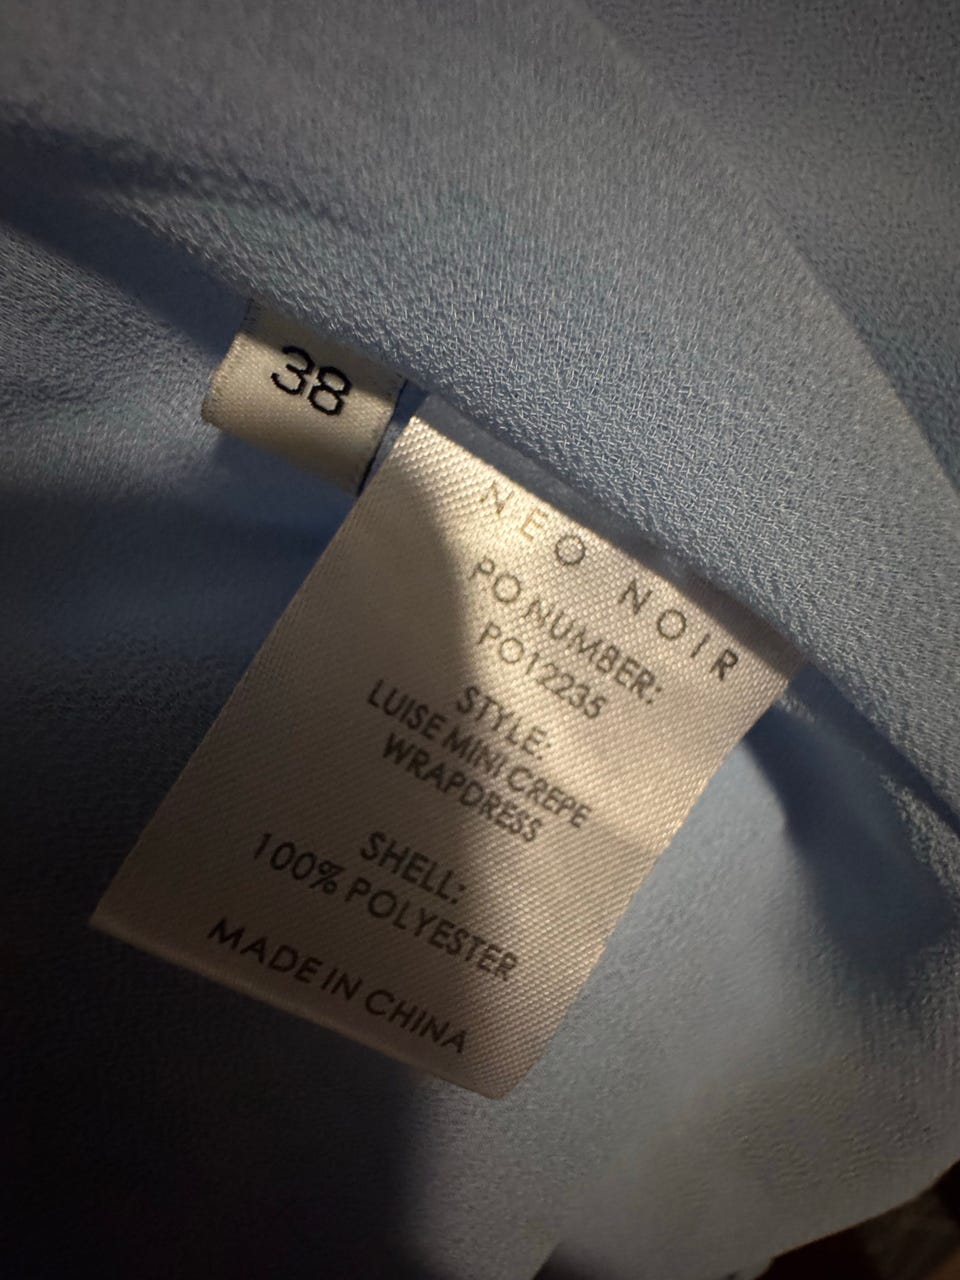 38
NEO NOIR
PO NUMBER:
PO12235
STYLE:
LUISE MINI CREPE
WRAPDRESS
SHELL:
100% POLYESTER
MADE IN CHINA